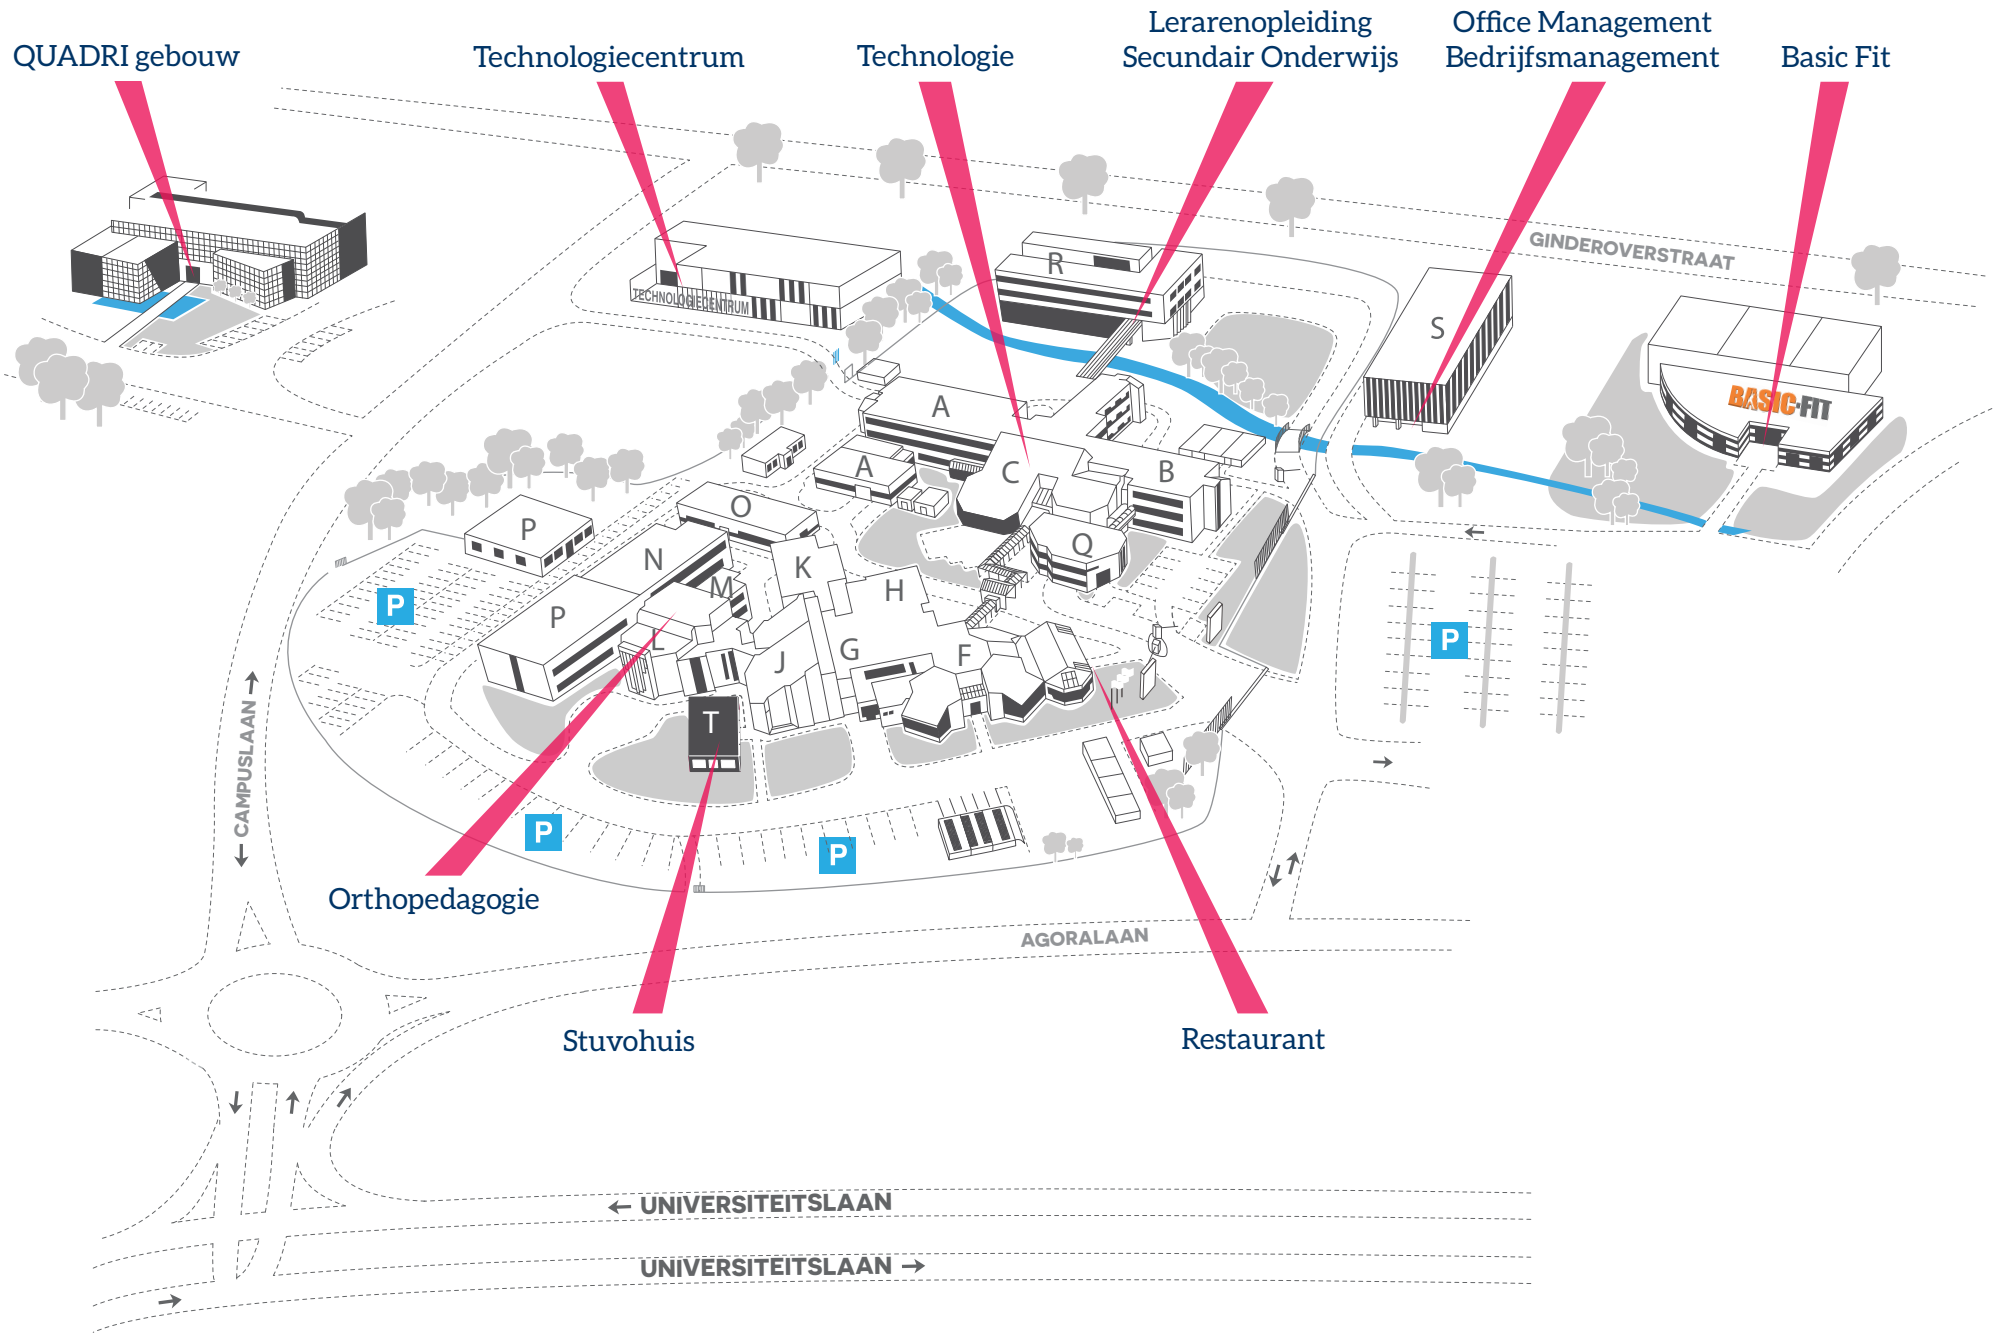 Lerarenopleiding
Secundair Onderwijs
Office Management
Bedrijfsmanagement
QUADRI gebouw
Technologiecentrum
Technologie
Basic Fit
GINDEROVERSTRAAT
R
TECHNOLOGIECENTRUM
S
BASIC-FIT
A
A
C
B
O
P
Q
N
K
M
H
P
P
P
L
J
G
F
T
CAMPUSLAAN
P
P
Orthopedagogie
AGORALAAN
Stuvohuis
Restaurant
UNIVERSITEITSLAAN
UNIVERSITEITSLAAN